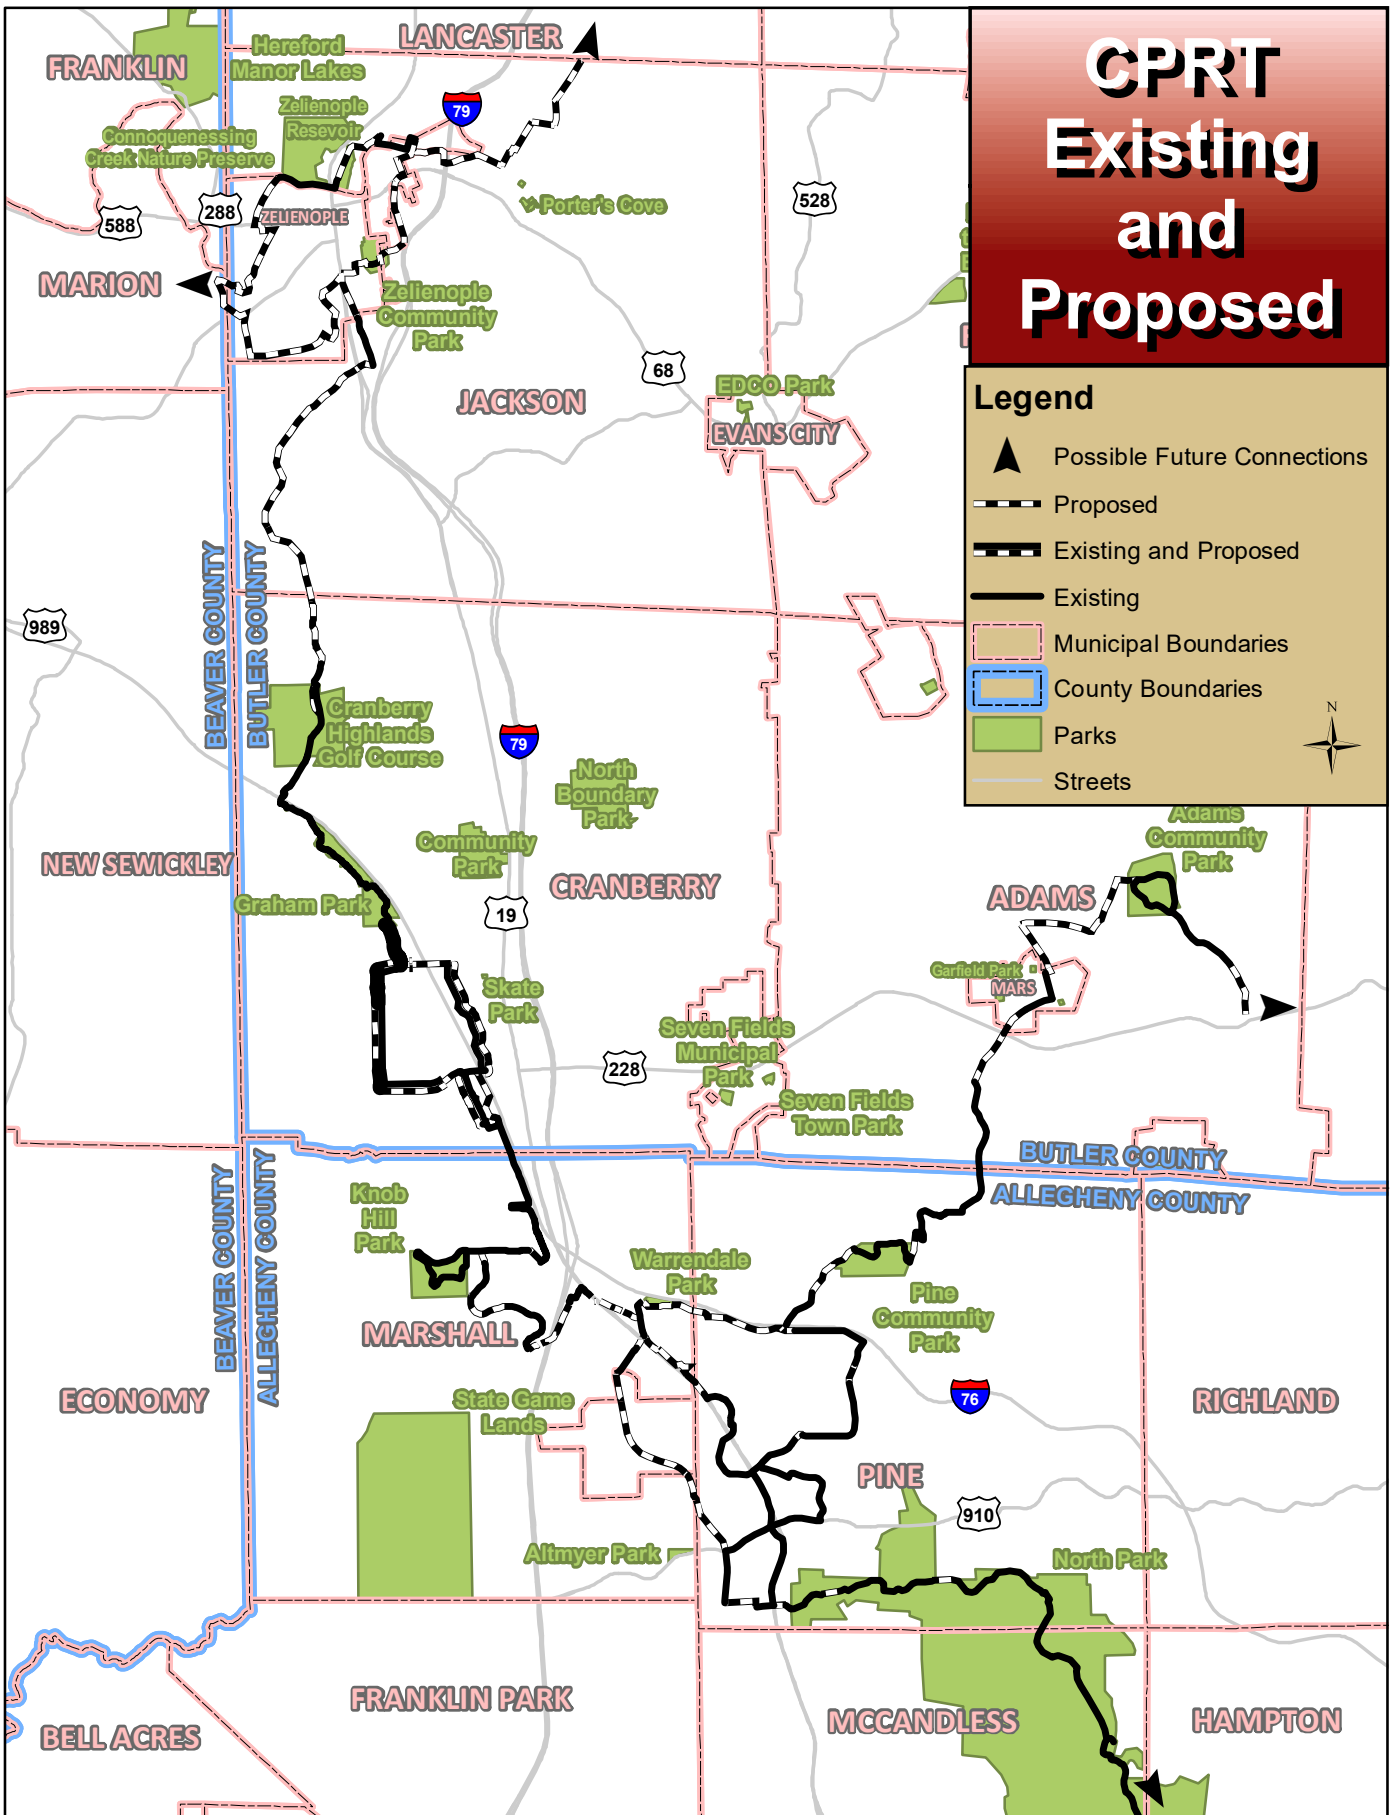 CPRT
Existing
and
Proposed
Legend
Possible Future Connections
Proposed
Existing and Proposed
Existing
Municipal Boundaries
County Boundaries
Parks
Streets
N
FRANKLIN
Hereford
Manor Lakes
LANCASTER
79
Zelienople
Resevoir
Connoquenessing
Creek Nature Preserve
588
288
ZELIENOPLE
Porter's Cove
528
MARION
Zelienople
Community
Park
68
JACKSON
EDCO Park
EVANS CITY
BEAVER COUNTY
BUTLER COUNTY
989
Cranberry
Highlands
Golf Course
79
North
Boundary
Park
Community
Park
CRANBERRY
NEW SEWICKLEY
Graham Park
19
Adams
Community
Park
ADAMS
Garfield Park
MARS
Skate
Park
Seven Fields
Municipal
Park
228
Seven Fields
Town Park
BUTLER COUNTY
ALLEGHENY COUNTY
BEAVER COUNTY
ALLEGHENY COUNTY
Knob
Hill
Park
Warrendale
Park
Pine
Community
Park
MARSHALL
ECONOMY
State Game
Lands
76
RICHLAND
PINE
910
Altmyer Park
North Park
FRANKLIN PARK
BELL ACRES
MCCANDLESS
HAMPTON